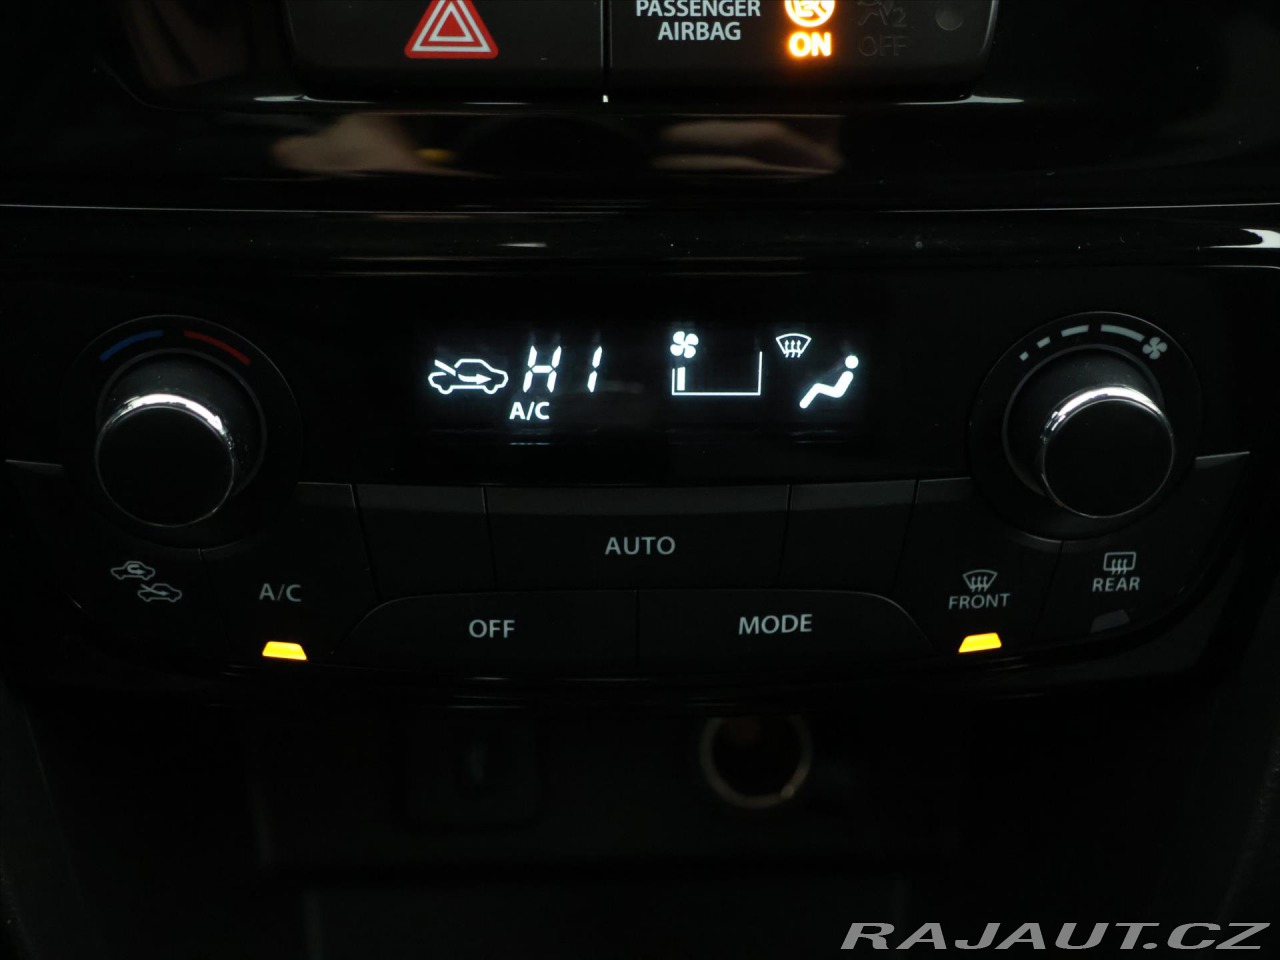 PASSENGER
AIRBAG
ON
OFF
HI
A/C
AUTO
A/C
OFF
MODE
FRONT
REAR
RAJAUT.CZ